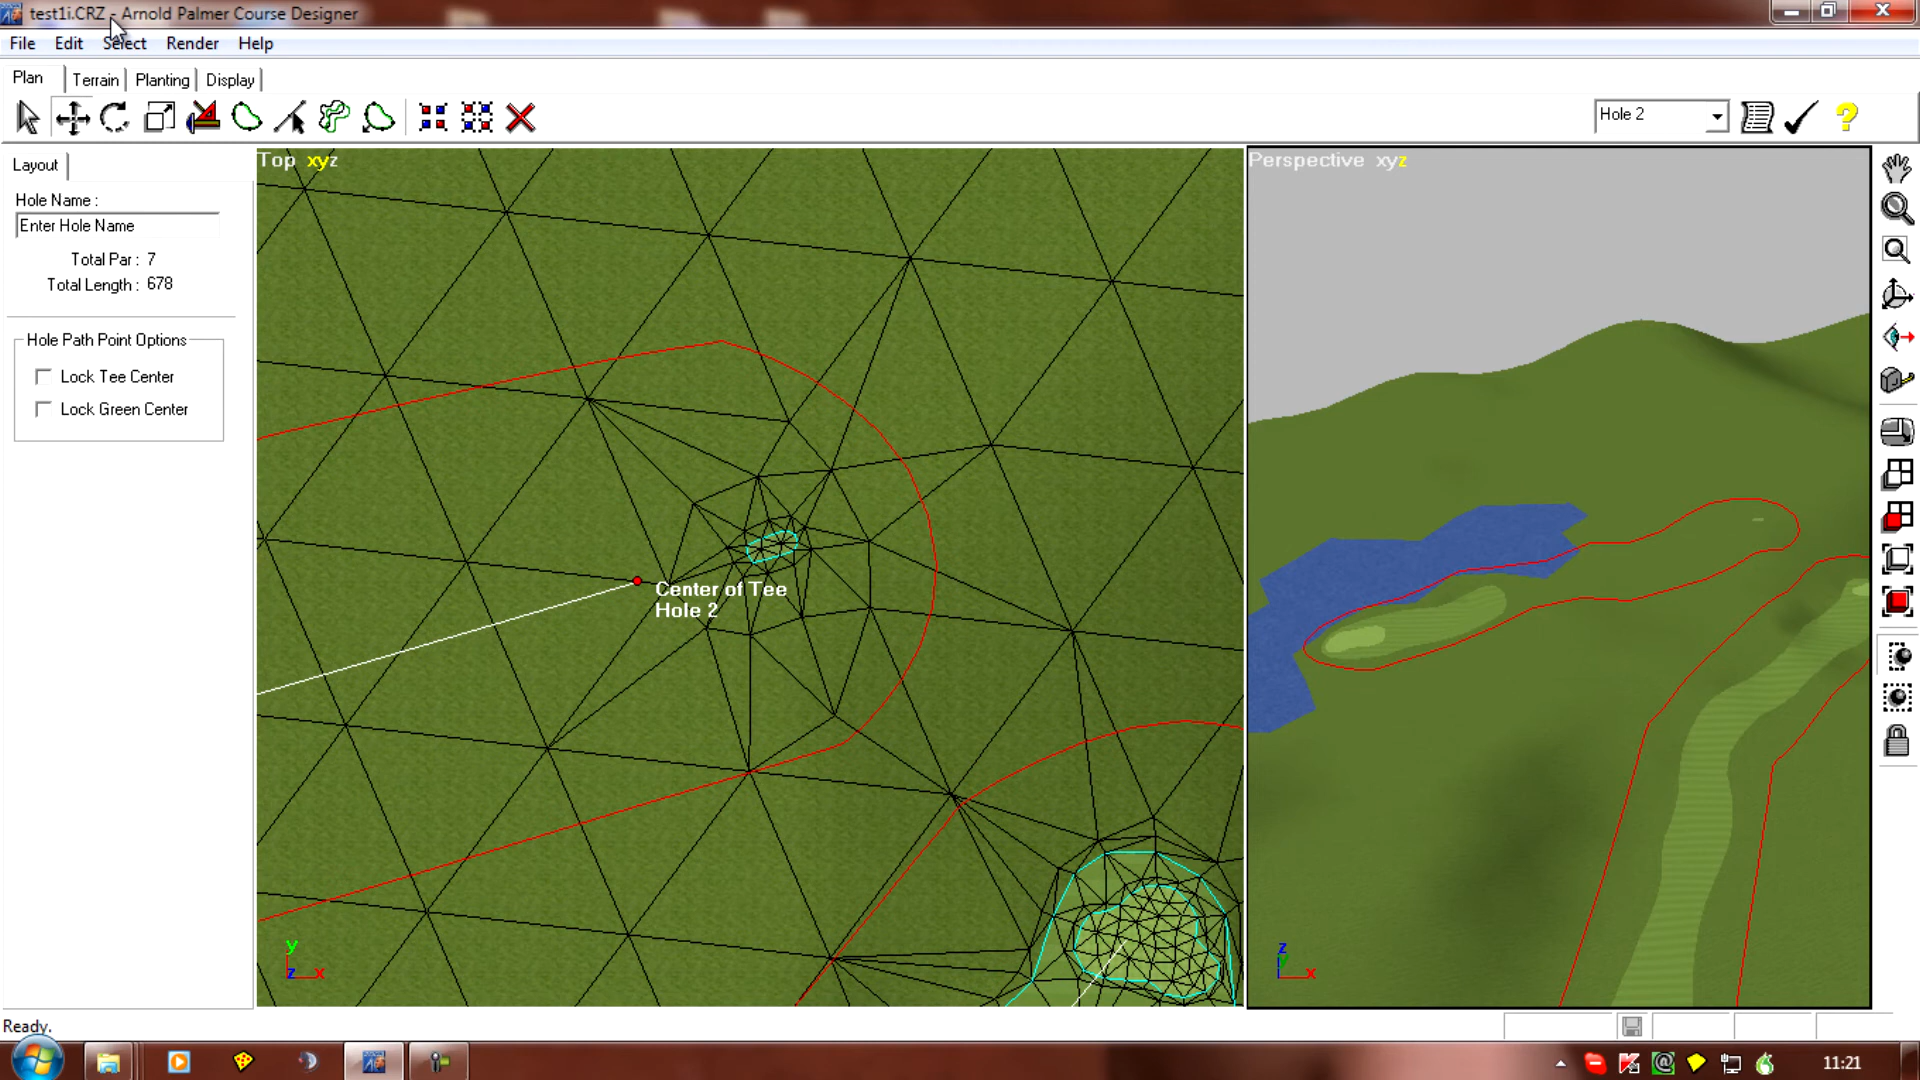 test1i.CRZ - Arnold Palmer Course Designer
File Edit Select Render Help
Plan Terrain Planting Display
Hole 2
Layout
Top xyz
Perspective xyz
Hole Name :
Enter Hole Name
Total Par : 7
Total Length : 678
Hole Path Point Options
Lock Tee Center
Lock Green Center
Center of Tee
Hole 2
y
z x
z
y
x
Ready.
11:21